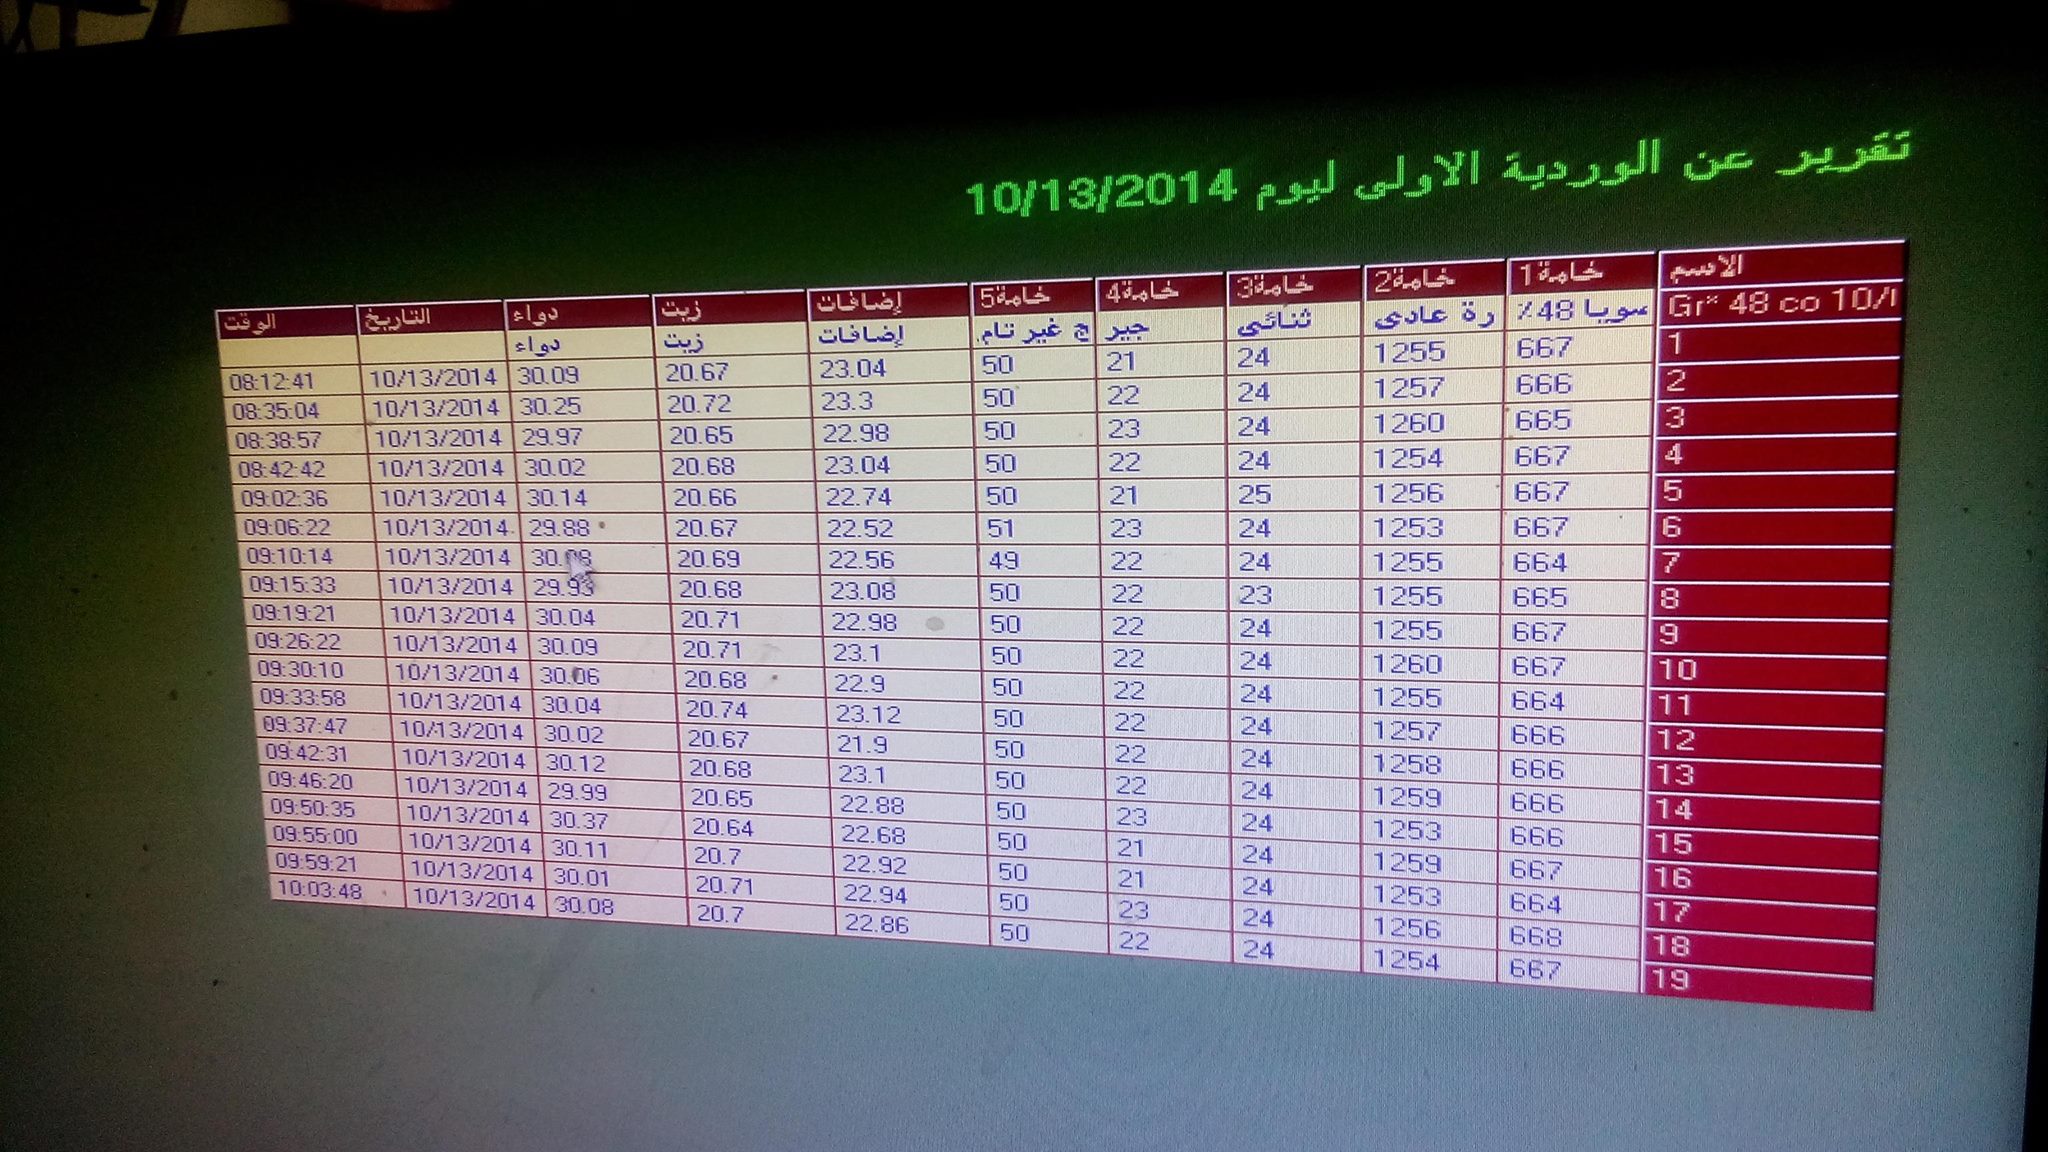 تقرير عن الوردية الاولى ليوم 10/13/2014
الاسم خامة1 خامة2 خامة3 خامة4 خامة5 إضافات زيت دواء التاريخ الوقت
Gr* 48 co 10/ سويا 48٪ رة عادى ثنائى جير ج غير تام. إضافات زيت دواء
1 667 1255 24 21 50 23.04 20.67 30.09 10/13/2014 08:12:41
2 666 1257 24 22 50 23.3 20.72 30.25 10/13/2014 08:35:04
3 665 1260 24 23 50 22.98 20.65 29.97 10/13/2014 08:38:57
4 667 1254 24 22 50 23.04 20.68 30.02 10/13/2014 08:42:42
5 667 1256 25 21 50 22.74 20.66 30.14 10/13/2014 09:02:36
6 667 1253 24 23 51 22.52 20.67 29.88 10/13/2014 09:06:22
7 664 1255 24 22 49 22.56 20.69 10/13/2014 09:10:14
8 665 1255 23 22 50 23.08 20.68 29.93 10/13/2014 09:15:33
9 667 1255 24 22 50 22.98 20.71 30.04 10/13/2014 09:19:21
10 667 1260 24 22 50 23.1 20.71 30.09 10/13/2014 09:26:22
11 664 1255 24 22 50 22.9 20.68 30.06 10/13/2014 09:30:10
12 666 1257 24 22 50 23.12 20.74 30.04 10/13/2014 09:33:58
13 666 1258 24 22 50 21.9 20.67 30.02 10/13/2014 09:37:47
14 666 1259 24 22 50 23.1 20.68 30.12 10/13/2014 09:42:31
15 666 1253 24 23 50 22.88 20.65 29.99 10/13/2014 09:46:20
16 667 1259 24 21 50 22.68 20.64 30.37 10/13/2014 09:50:35
17 664 1253 24 21 50 22.92 20.7 30.11 10/13/2014 09:55:00
18 668 1256 24 23 50 22.94 20.71 30.01 10/13/2014 09:59:21
19 667 1254 24 22 50 22.86 20.7 30.08 10/13/2014 10:03:48